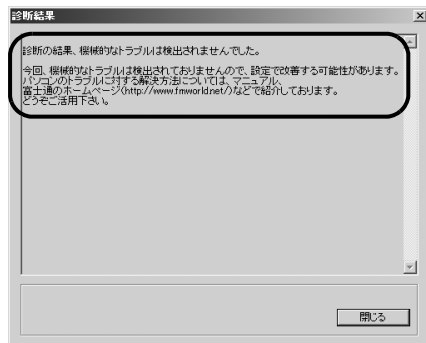 診断結果
診断の結果、機械的なトラブルは検出されませんでした。
今回、機械的なトラブルは検出されておりませんので、設定で改善する可能性があります。
パソコンのトラブルに対する解決方法については、マニュアル、
富士通のホームページ(http://www.fmworld.net/)などで紹介しております。
どうぞご活用下さい。
閉じる